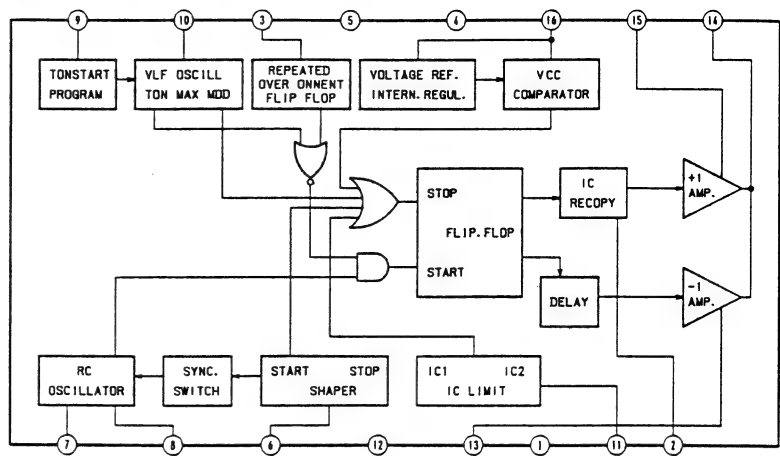 9 10 3 5 4 16 15 14
TONSTART
PROGRAM
VLF OSCILL
TON MAX MDD
REPEATED
OVER ONNENT
FLIP FLOP
VOLTAGE REF.
INTERN.REGUL.
VCC
COMPARATOR
STOP
FLIP.FLOP
START
IC
RECOPY
+1
AMP.
DELAY
-1
AMP.
RC
OSCILLATOR
SYNC.
SWITCH
START STOP
SHAPER
IC1 IC2
IC LIMIT
7 8 6 12 13 1 11 2